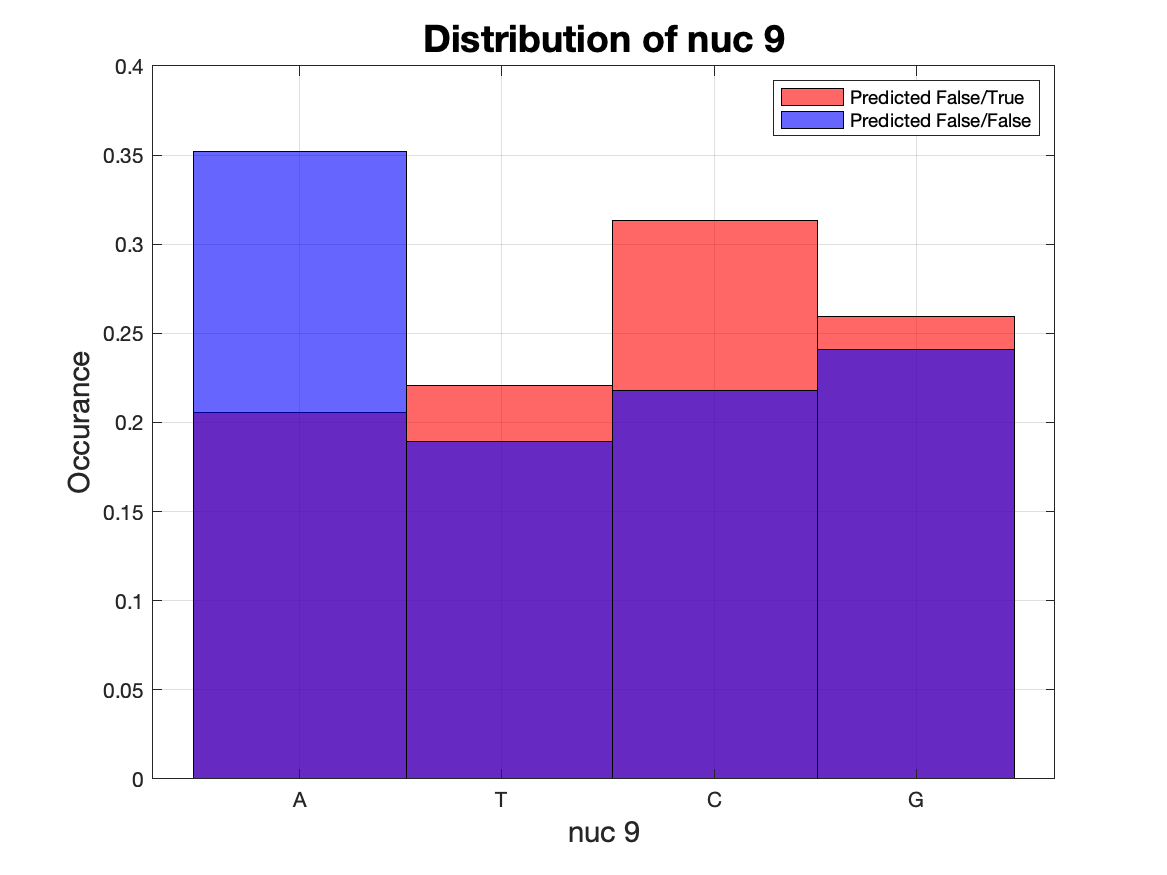 Distribution of nuc 9
Predicted False/True
Predicted False/False
0.4
0.35
0.3
0.25
0.2
0.15
0.1
0.05
0
Occurance
A T C G
nuc 9